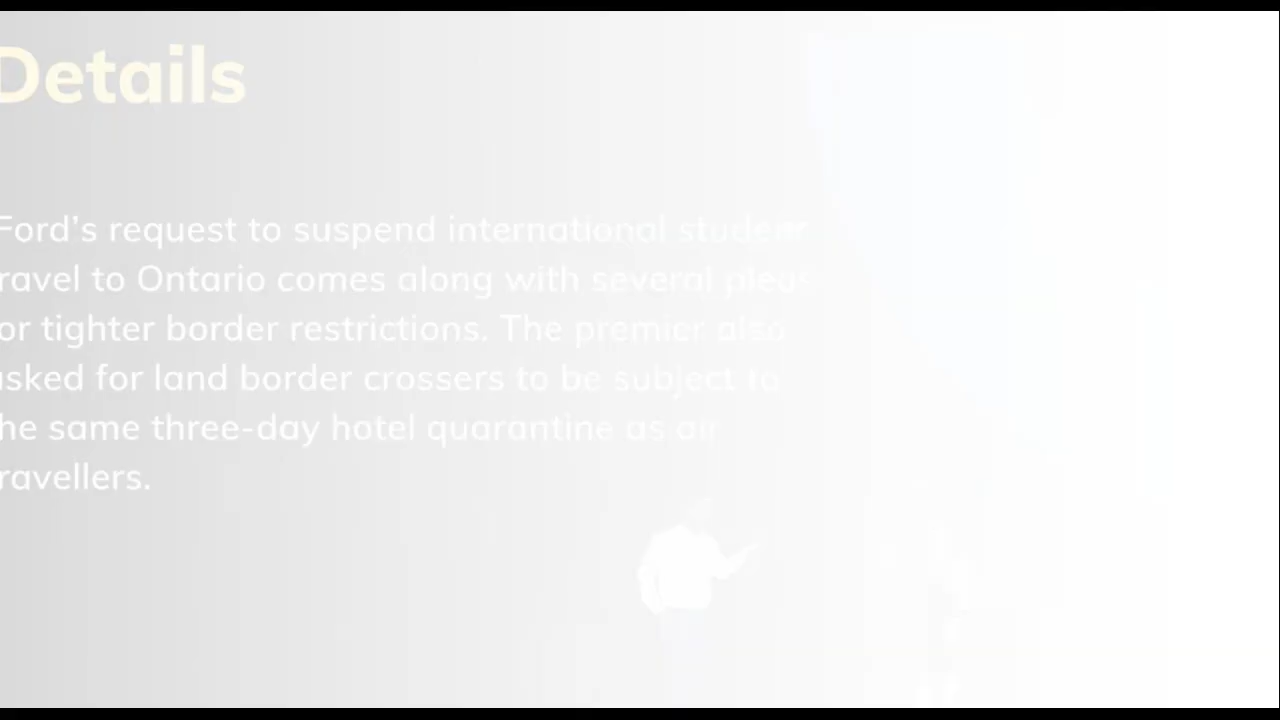 Details
Ford's request to suspend international studen
ravel to Ontario comes along with several pleas
or tighter border restrictions. The premier also
asked for land border crossers to be subject to
he same three-day hotel quarantine as air
ravellers.